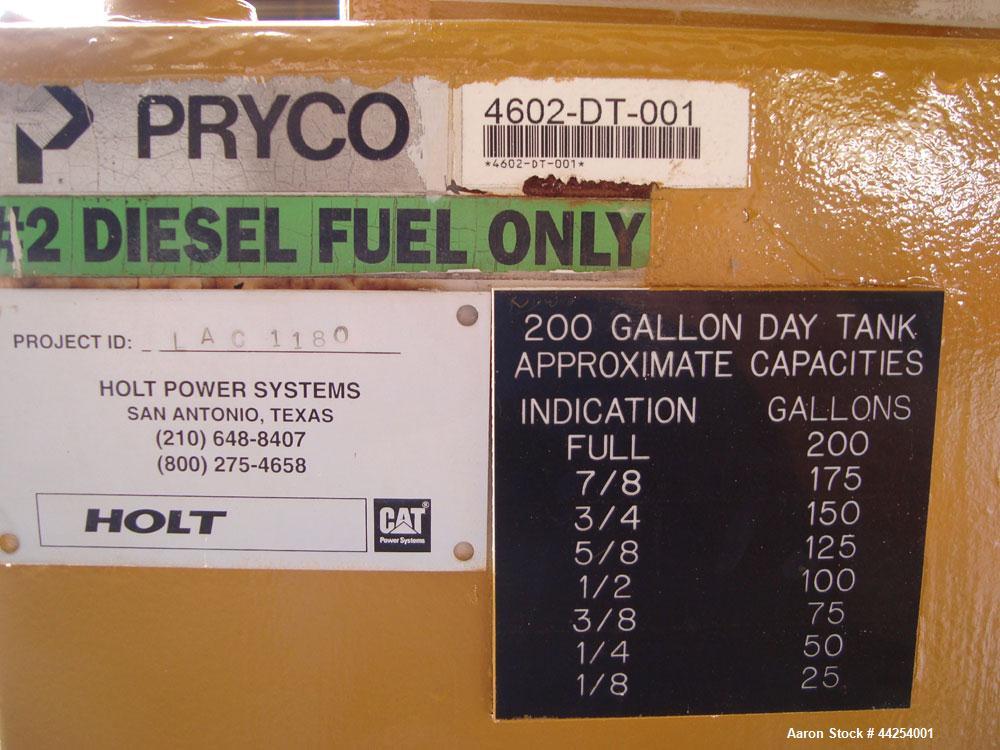 PRYCO
4602-DT-001
*4602-DT-001*
#2 DIESEL FUEL ONLY
PROJECT ID: LAC 1180
HOLT POWER SYSTEMS
SAN ANTONIO, TEXAS
(210) 648-8407
(800) 275-4658
HOLT
CAT®
Power Systems
200 GALLON DAY TANK
APPROXIMATE CAPACITIES
INDICATION GALLONS
FULL 200
7/8 175
3/4 150
5/8 125
1/2 100
3/8 75
1/4 50
1/8 25
Aaron Stock # 44254001